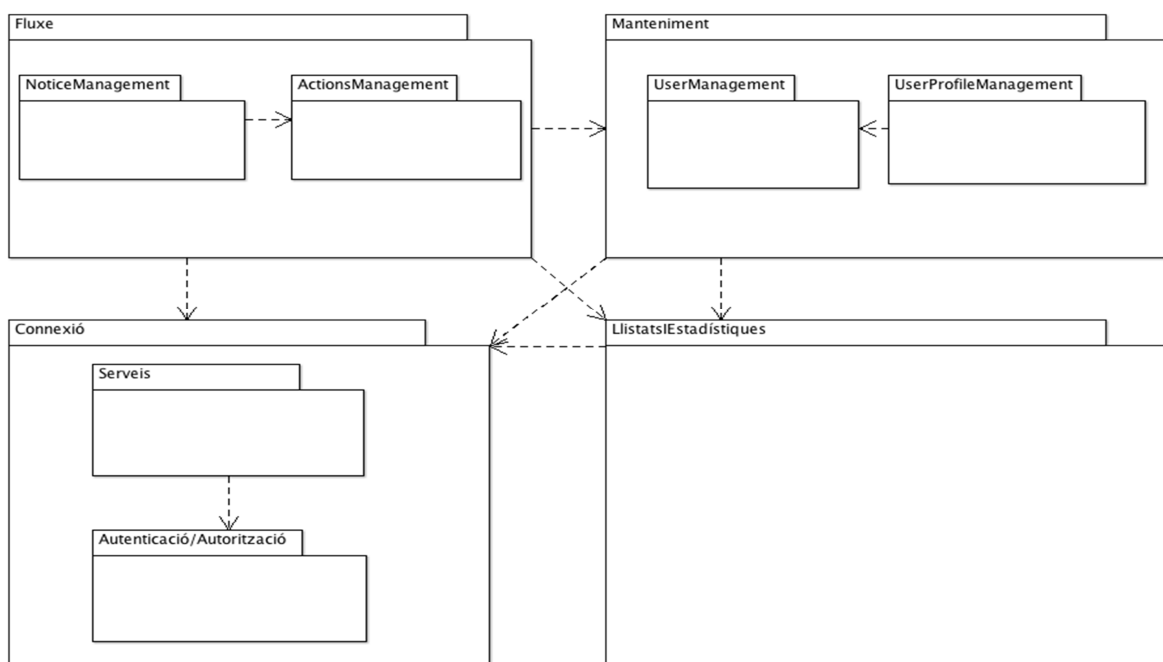 Fluxe
Manteniment
NoticeManagement
ActionsManagement
UserManagement
UserProfileManagement
Connexió
LlistatsIEstadístiques
Serveis
Autenticació/Autorització